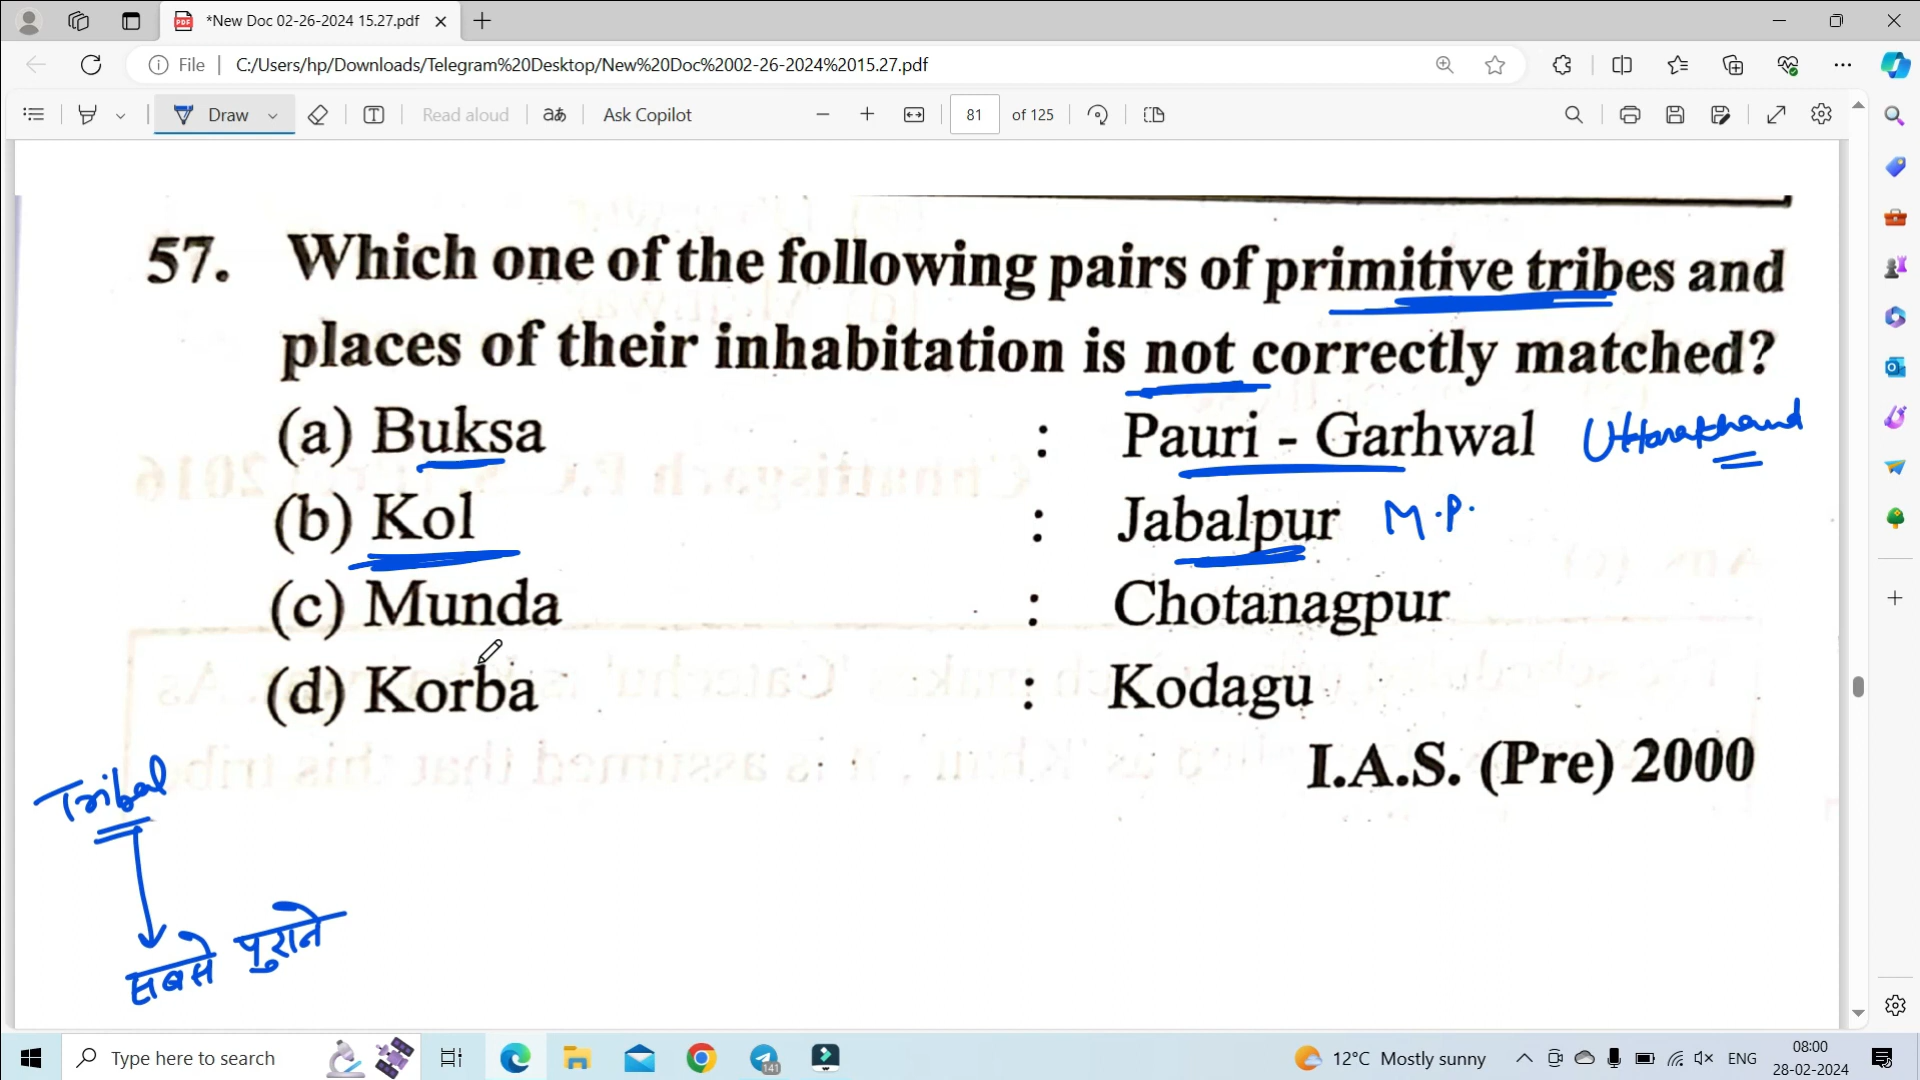 *New Doc 02-26-2024 15.27.pdf
File C:/Users/hp/Downloads/Telegram%20Desktop/New%20Doc%2002-26-2024%2015.27.pdf
Draw Read aloud aあ Ask Copilot 81 of 125
57. Which one of the following pairs of primitive tribes and
places of their inhabitation is not correctly matched?
(a) Buksa : Pauri - Garhwal Uttarakhand
(b) Kol : Jabalpur M.P.
(c) Munda : Chotanagpur
(d) Korba : Kodagu
I.A.S. (Pre) 2000
Tribal
सबसे पुराने
Type here to search 141 12°C Mostly sunny ENG 08:00
28-02-2024